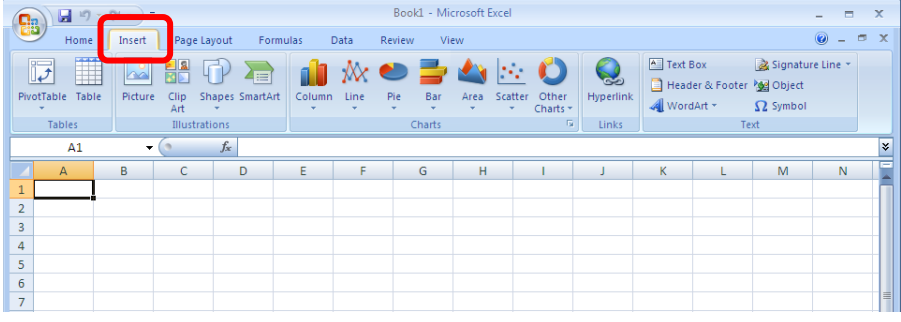 Book1 - Microsoft Excel
Home Insert Page Layout Formulas Data Review View
PivotTable Table Picture Clip Art Shapes SmartArt Column Line Pie Bar Area Scatter Other Charts Hyperlink Text Box Header & Footer WordArt Signature Line Object Ω Symbol
Tables Illustrations Charts Links Text
A1 fx
A B C D E F G H I J K L M N
1
2
3
4
5
6
7